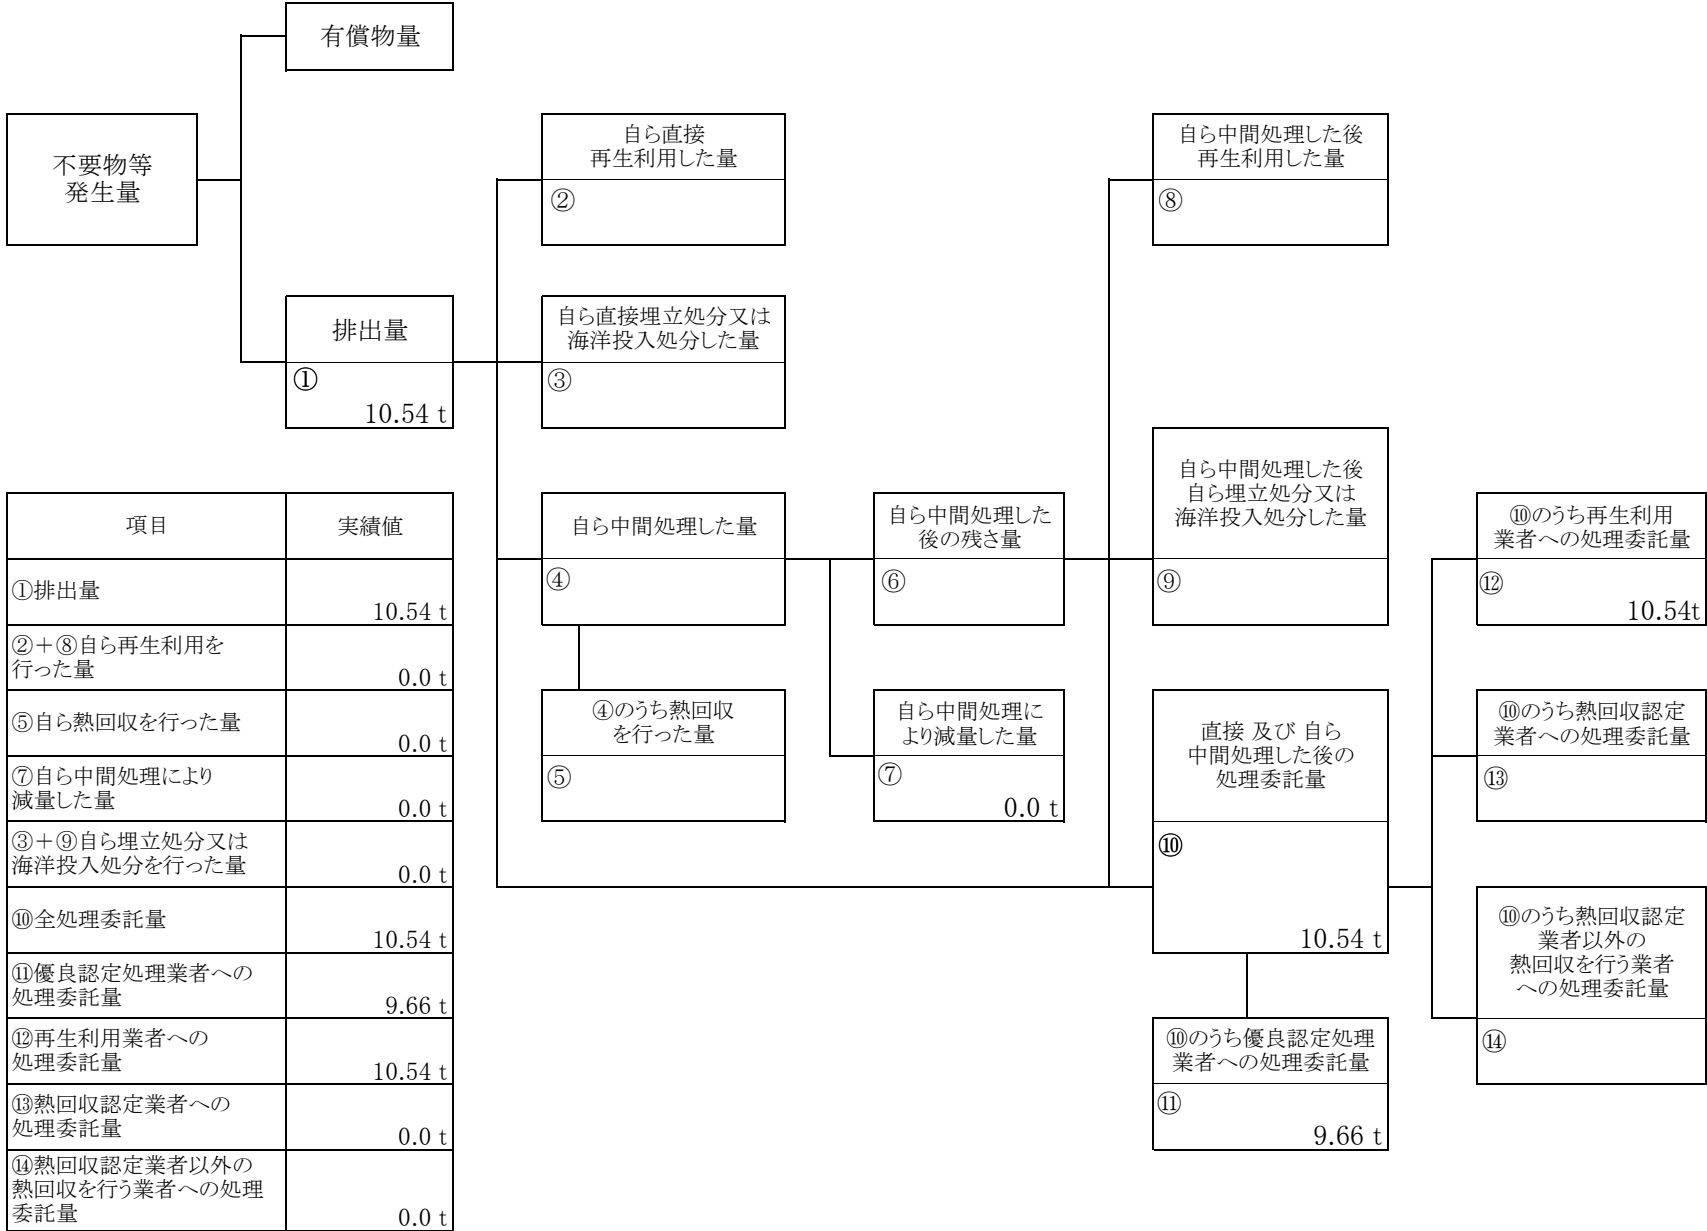 有償物量
不要物等
発生量
自ら直接
再生利用した量
②
自ら中間処理した後
再生利用した量
⑧
排出量
①
10.54 t
自ら直接埋立処分又は
海洋投入処分した量
③
自ら中間処理した量
④
自ら中間処理した
後の残さ量
⑥
自ら中間処理した後
自ら埋立処分又は
海洋投入処分した量
⑨
⑩のうち再生利用
業者への処理委託量
⑫
10.54t
④のうち熱回収
を行った量
⑤
自ら中間処理に
より減量した量
⑦
0.0 t
直接 及び 自ら
中間処理した後の
処理委託量
⑩
10.54 t
⑩のうち熱回収認定
業者への処理委託量
⑬
⑩のうち熱回収認定
業者以外の
熱回収を行う業者
への処理委託量
⑭
⑩のうち優良認定処理
業者への処理委託量
⑪
9.66 t
項目
実績値
①排出量
10.54 t
②＋⑧自ら再生利用を
行った量
0.0 t
⑤自ら熱回収を行った量
0.0 t
⑦自ら中間処理により
減量した量
0.0 t
③＋⑨自ら埋立処分又は
海洋投入処分を行った量
0.0 t
⑩全処理委託量
10.54 t
⑪優良認定処理業者への
処理委託量
9.66 t
⑫再生利用業者への
処理委託量
10.54 t
⑬熱回収認定業者への
処理委託量
0.0 t
⑭熱回収認定業者以外の
熱回収を行う業者への処理
委託量
0.0 t